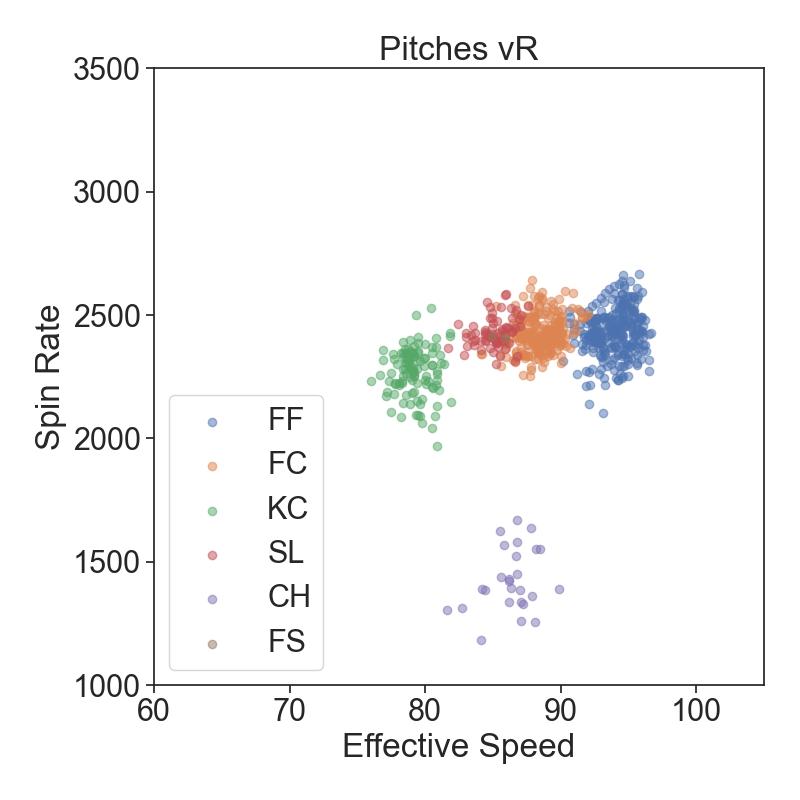 Pitches vR
3500
3000
2500
2000
1500
1000
Spin Rate
FF
FC
KC
SL
CH
FS
60 70 80 90 100
Effective Speed